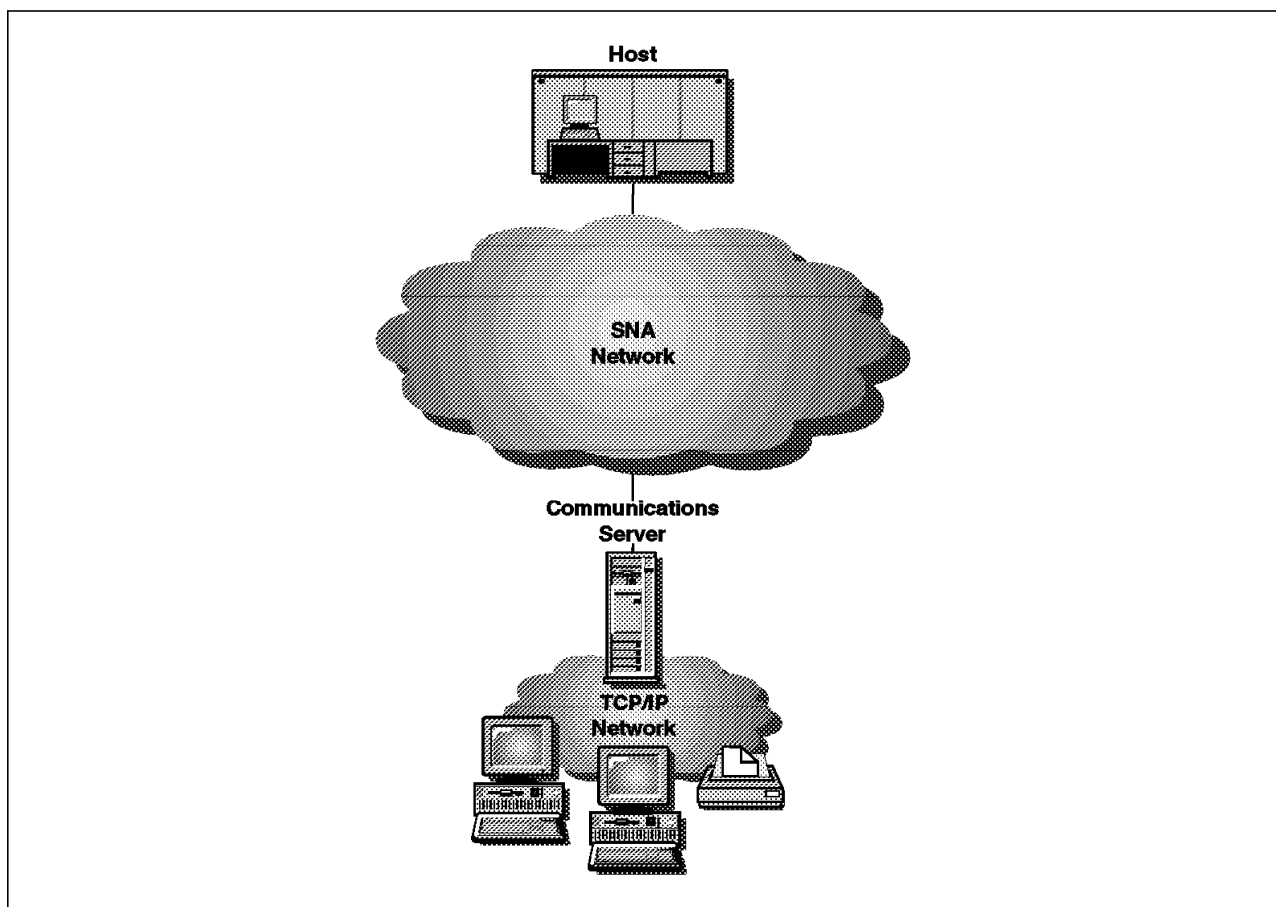 Host
SNA
Network
Communications
Server
TCP/IP
Network